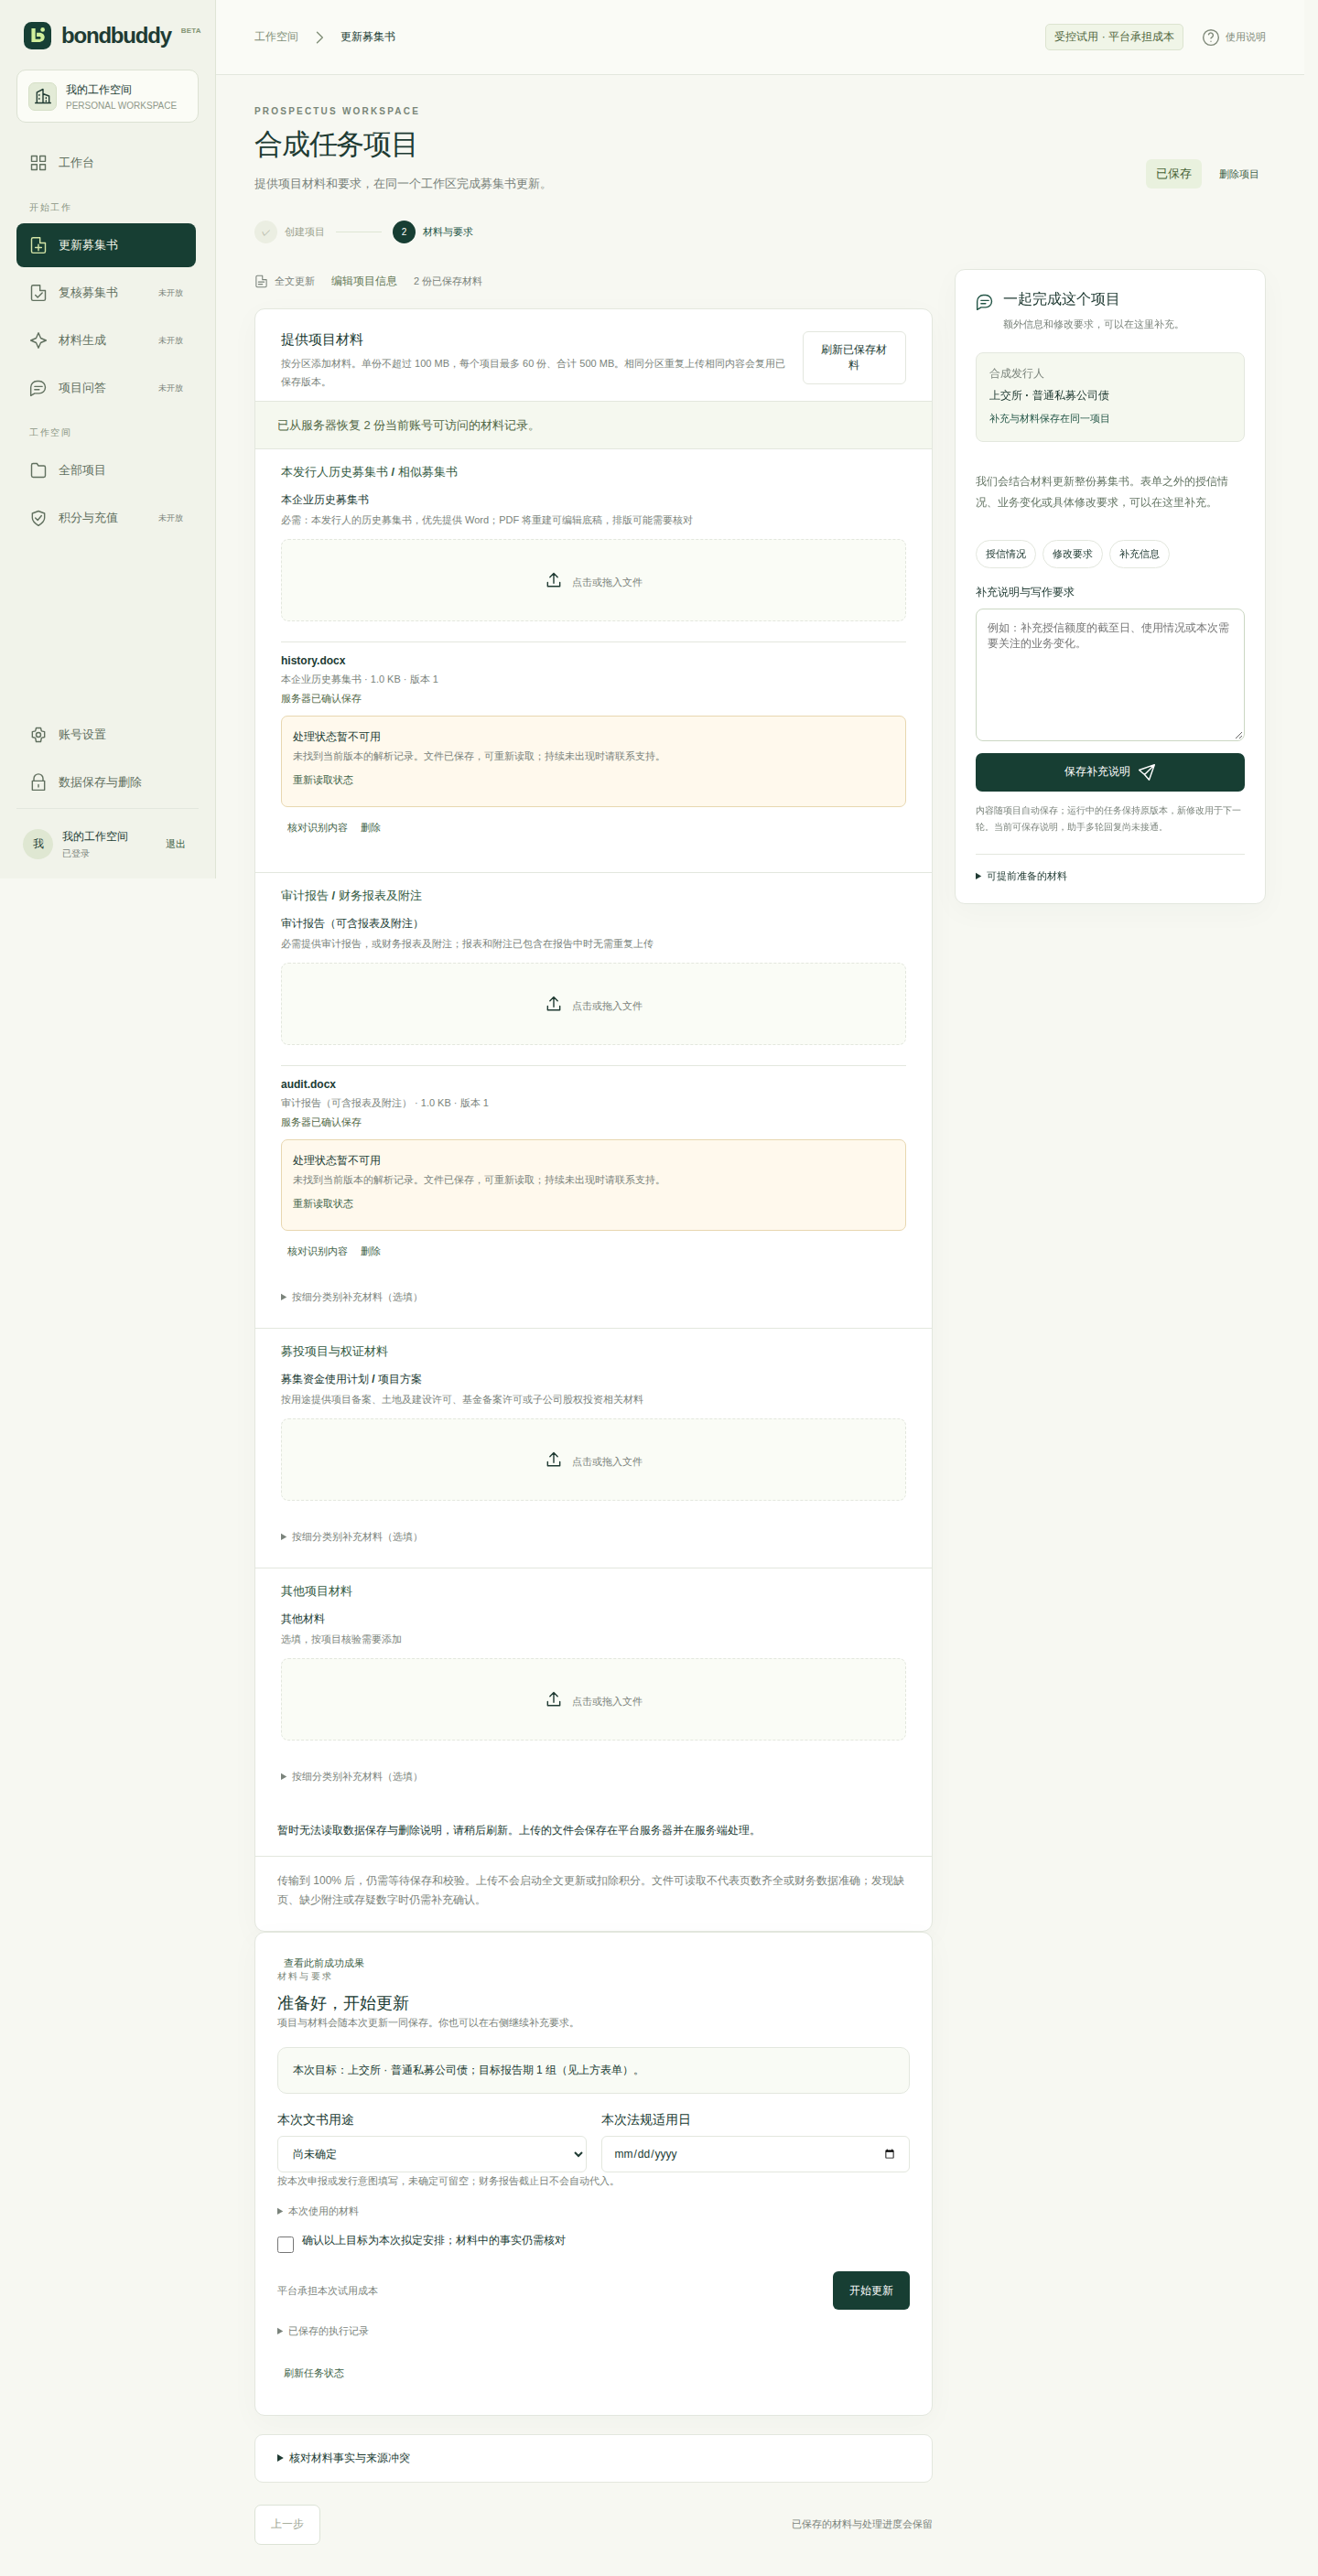 bondbuddy BETA
我的工作空间
PERSONAL WORKSPACE
工作台
开始工作
更新募集书
复核募集书 未开放
材料生成 未开放
项目问答 未开放
工作空间
全部项目
积分与充值 未开放
账号设置
数据保存与删除
我 我的工作空间
已登录
退出
工作空间 更新募集书
受控试用 · 平台承担成本 使用说明
PROSPECTUS WORKSPACE
合成任务项目
提供项目材料和要求，在同一个工作区完成募集书更新。
已保存 删除项目
创建项目 2 材料与要求
全文更新 编辑项目信息 2 份已保存材料
提供项目材料
按分区添加材料。单份不超过 100 MB，每个项目最多 60 份、合计 500 MB。相同分区重复上传相同内容会复用已
保存版本。
刷新已保存材
料
已从服务器恢复 2 份当前账号可访问的材料记录。
本发行人历史募集书 / 相似募集书
本企业历史募集书
必需：本发行人的历史募集书，优先提供 Word；PDF 将重建可编辑底稿，排版可能需要核对
点击或拖入文件
history.docx
本企业历史募集书 · 1.0 KB · 版本 1
服务器已确认保存
处理状态暂不可用
未找到当前版本的解析记录。文件已保存，可重新读取；持续未出现时请联系支持。
重新读取状态
核对识别内容 删除
审计报告 / 财务报表及附注
审计报告（可含报表及附注）
必需提供审计报告，或财务报表及附注；报表和附注已包含在报告中时无需重复上传
点击或拖入文件
audit.docx
审计报告（可含报表及附注） · 1.0 KB · 版本 1
服务器已确认保存
处理状态暂不可用
未找到当前版本的解析记录。文件已保存，可重新读取；持续未出现时请联系支持。
重新读取状态
核对识别内容 删除
按细分类别补充材料（选填）
募投项目与权证材料
募集资金使用计划 / 项目方案
按用途提供项目备案、土地及建设许可、基金备案许可或子公司股权投资相关材料
点击或拖入文件
按细分类别补充材料（选填）
其他项目材料
其他材料
选填，按项目核验需要添加
点击或拖入文件
按细分类别补充材料（选填）
暂时无法读取数据保存与删除说明，请稍后刷新。上传的文件会保存在平台服务器并在服务端处理。
传输到 100% 后，仍需等待保存和校验。上传不会启动全文更新或扣除积分。文件可读取不代表页数齐全或财务数据准确；发现缺
页、缺少附注或存疑数字时仍需补充确认。
查看此前成功成果
材料与要求
准备好，开始更新
项目与材料会随本次更新一同保存。你也可以在右侧继续补充要求。
本次目标：上交所 · 普通私募公司债；目标报告期 1 组（见上方表单）。
本次文书用途 本次法规适用日
尚未确定 mm/dd/yyyy
按本次申报或发行意图填写，未确定可留空；财务报告截止日不会自动代入。
本次使用的材料
确认以上目标为本次拟定安排；材料中的事实仍需核对
平台承担本次试用成本 开始更新
已保存的执行记录
刷新任务状态
核对材料事实与来源冲突
上一步 已保存的材料与处理进度会保留
一起完成这个项目
额外信息和修改要求，可以在这里补充。
合成发行人
上交所 · 普通私募公司债
补充与材料保存在同一项目
我们会结合材料更新整份募集书。表单之外的授信情
况、业务变化或具体修改要求，可以在这里补充。
授信情况 修改要求 补充信息
补充说明与写作要求
例如：补充授信额度的截至日、使用情况或本次需
要关注的业务变化。
保存补充说明
内容随项目自动保存；运行中的任务保持原版本，新修改用于下一
轮。当前可保存说明，助手多轮回复尚未接通。
可提前准备的材料